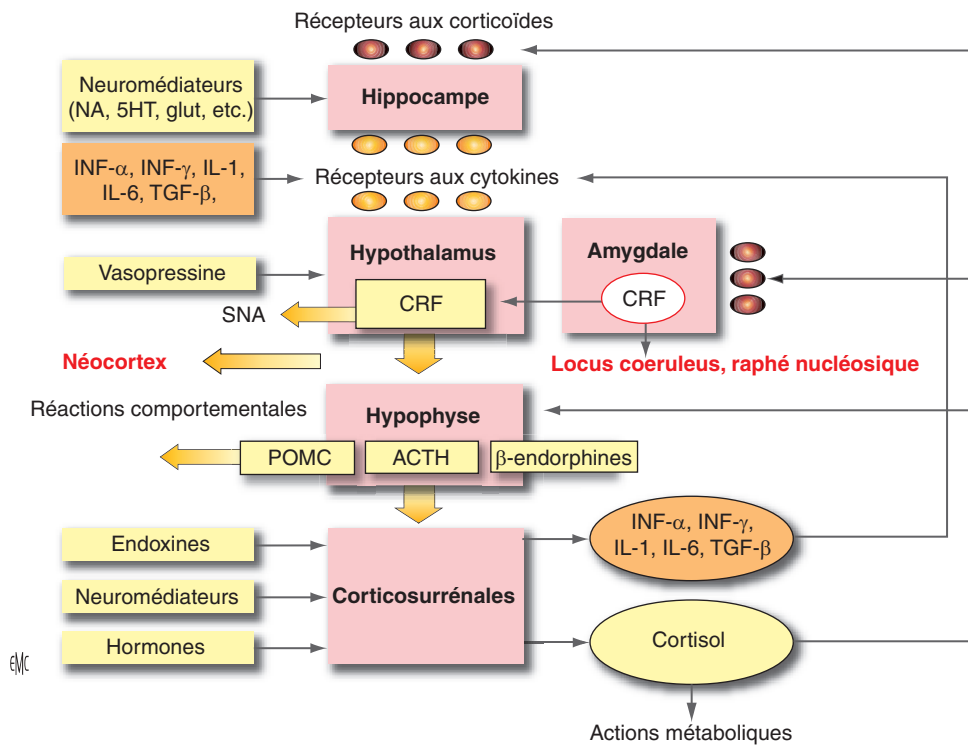 Récepteurs aux corticoïdes
Neuromédiateurs
(NA, 5HT, glut, etc.)
Hippocampe
INF-α, INF-γ, IL-1,
IL-6, TGF-β,
Récepteurs aux cytokines
Hypothalamus
Amygdale
Vasopressine
CRF
CRF
SNA
Néocortex
Locus coeruleus, raphé nucléosique
Réactions comportementales
Hypophyse
POMC
ACTH
β-endorphines
Endoxines
INF-α, INF-γ,
IL-1, IL-6, TGF-β
Neuromédiateurs
Corticosurrénales
Hormones
Cortisol
EMC
Actions métaboliques